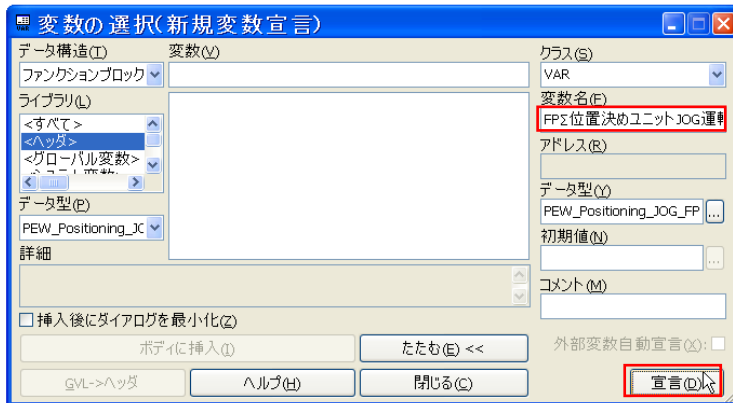 変数の選択(新規変数宣言)
データ構造(T)
変数(V)
ファンクションブロック
ライブラリ(L)
<すべて>
<ヘッダ>
<グローバル変数>
データ型(P)
PEW_Positioning_JC
詳細
挿入後にダイアログを最小化(Z)
ボディに挿入(I)
たたむ(E) <<
GVL->ヘッダ
ヘルプ(H)
閉じる(C)
クラス(S)
VAR
変数名(F)
FPΣ位置決めユニットJOG運転
アドレス(R)
データ型(Y)
PEW_Positioning_JOG_FP
...
初期値(N)
...
コメント(M)
外部変数自動宣言(X):
宣言(D)